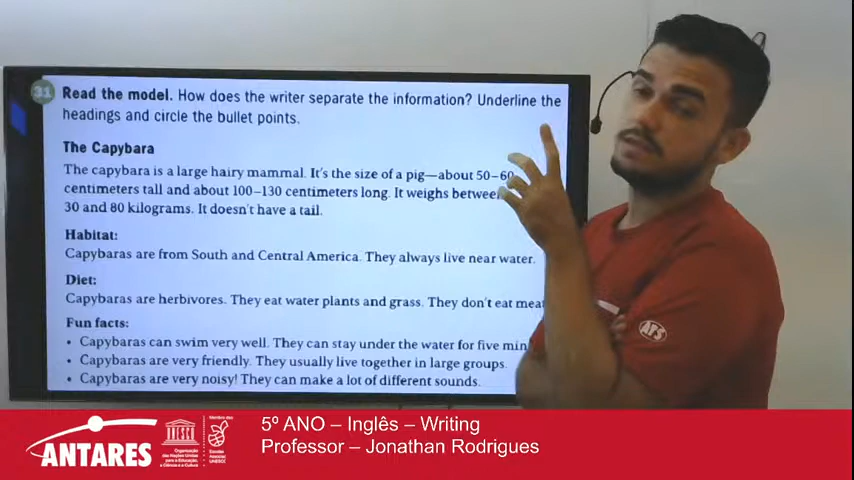 31 Read the model. How does the writer separate the information? Underline the
headings and circle the bullet points.
The Capybara
The capybara is a large hairy mammal. It's the size of a pig—about 50–60
centimeters tall and about 100–130 centimeters long. It weighs between
30 and 80 kilograms. It doesn't have a tail.
Habitat:
Capybaras are from South and Central America. They always live near water.
Diet:
Capybaras are herbivores. They eat water plants and grass. They don't eat meat
Fun facts:
• Capybaras can swim very well. They can stay under the water for five min
• Capybaras are very friendly. They usually live together in large groups.
• Capybaras are very noisy! They can make a lot of different sounds.
ATS
ANTARES
5º ANO – Inglês – Writing
Professor – Jonathan Rodrigues